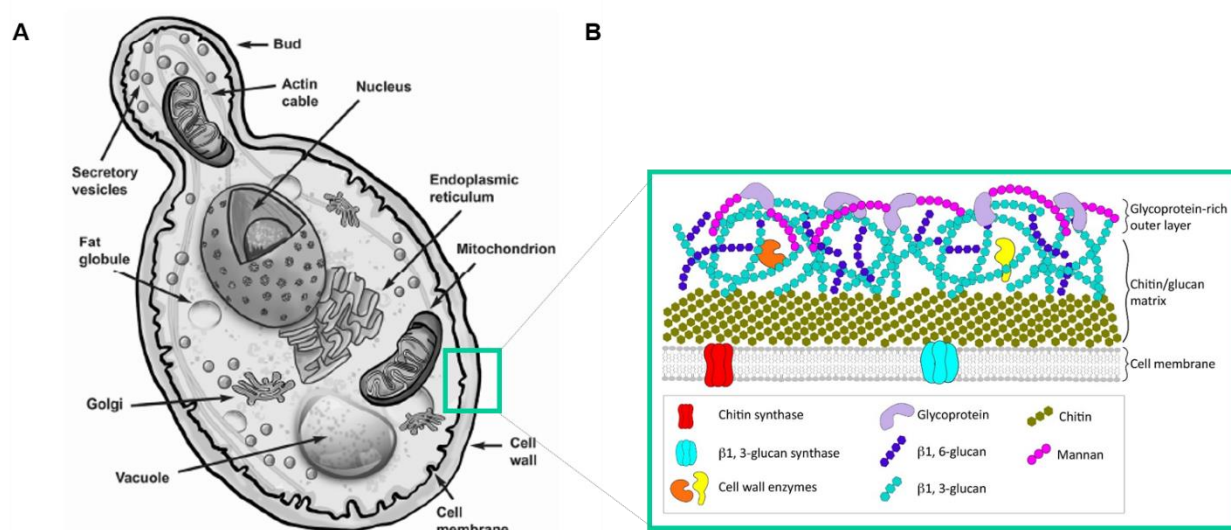 A
Bud
Actin
cable
Nucleus
Secretory
vesicles
Endoplasmic
reticulum
Fat
globule
Mitochondrion
Golgi
Cell
wall
Vacuole
Cell
membrane
B
Glycoprotein-rich
outer layer
Chitin/glucan
matrix
Cell membrane
Chitin synthase
Glycoprotein
Chitin
β1, 3-glucan synthase
β1, 6-glucan
Mannan
Cell wall enzymes
β1, 3-glucan